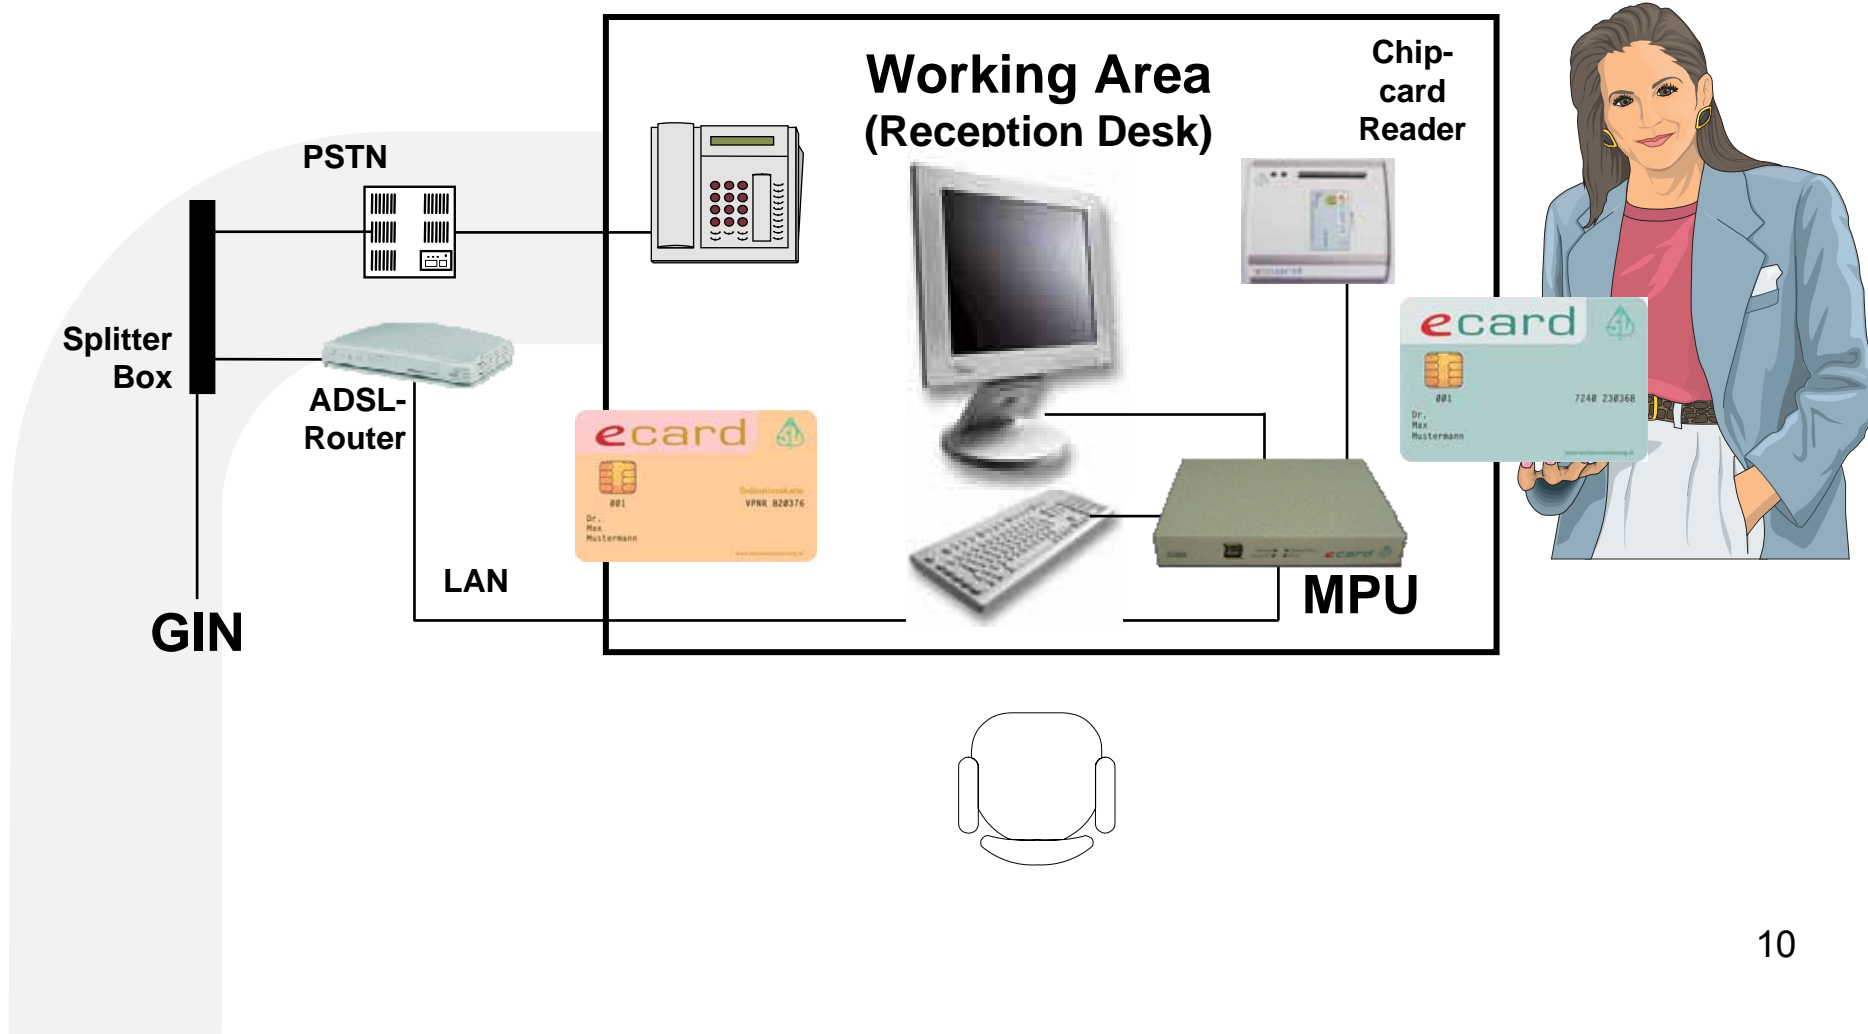 Working Area
(Reception Desk)
Chip-
card
Reader
PSTN
Splitter
Box
ADSL-
Router
LAN
GIN
MPU
ecard
001
VPNR 820376
Dr.
Max
Mustermann
ecard
001
7240 230368
Dr.
Max
Mustermann
ecard
10